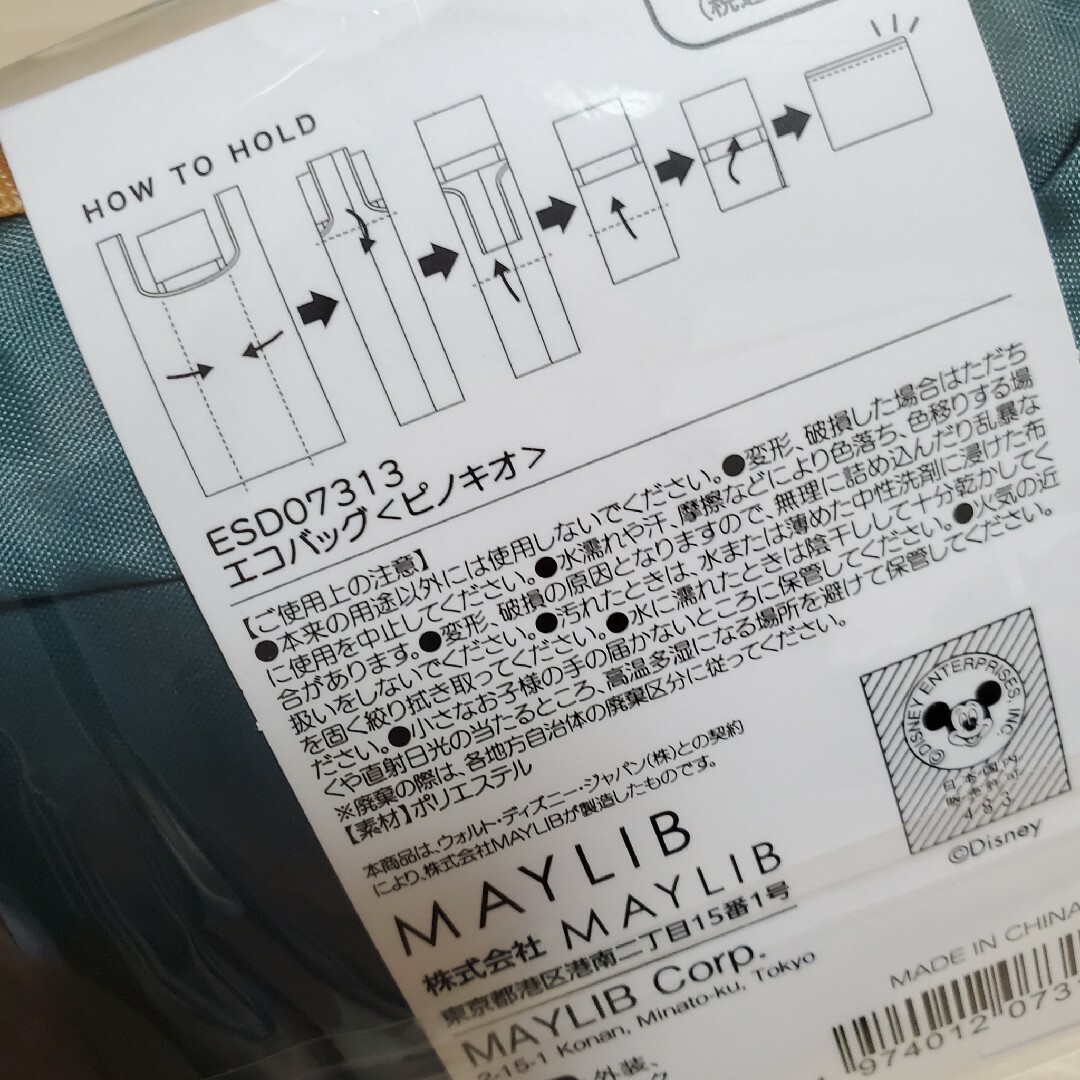 HOW TO HOLD
ESD07313
エコバッグ<ピノキオ>
【ご使用上の注意】
●本来の用途以外には使用しないでください。●変形、破損した場合はただち
に使用を中止してください。●水濡れや汗、摩擦などにより色落ち、色移りする場
合があります。●変形、破損の原因となりますので、無理に詰め込んだり乱暴な
扱いをしないでください。●汚れたときは、水または薄めた中性洗剤に浸けた布
を固く絞り拭き取ってください。●水に濡れたときは陰干しして十分乾かしてく
ださい。●小さなお子様の手の届かないところに保管してください。●火気の近
くや直射日光の当たるところ、高温多湿になる場所を避けて保管してください。
※廃棄の際は、各地方自治体の廃棄区分に従ってください。
【素材】ポリエステル
本商品は、ウォルト・ディズニー・ジャパン(株)との契約
により、株式会社MAYLIBが製造したものです。
©DISNEY ENTERPRISES, INC.
日本国内
483
©Disney
MAYLIB
株式会社 MAYLIB
東京都港区港南二丁目15番1号
MAYLIB Corp.
2-15-1 Konan, Minato-ku, Tokyo
MADE IN CHINA
974012 073
外装、